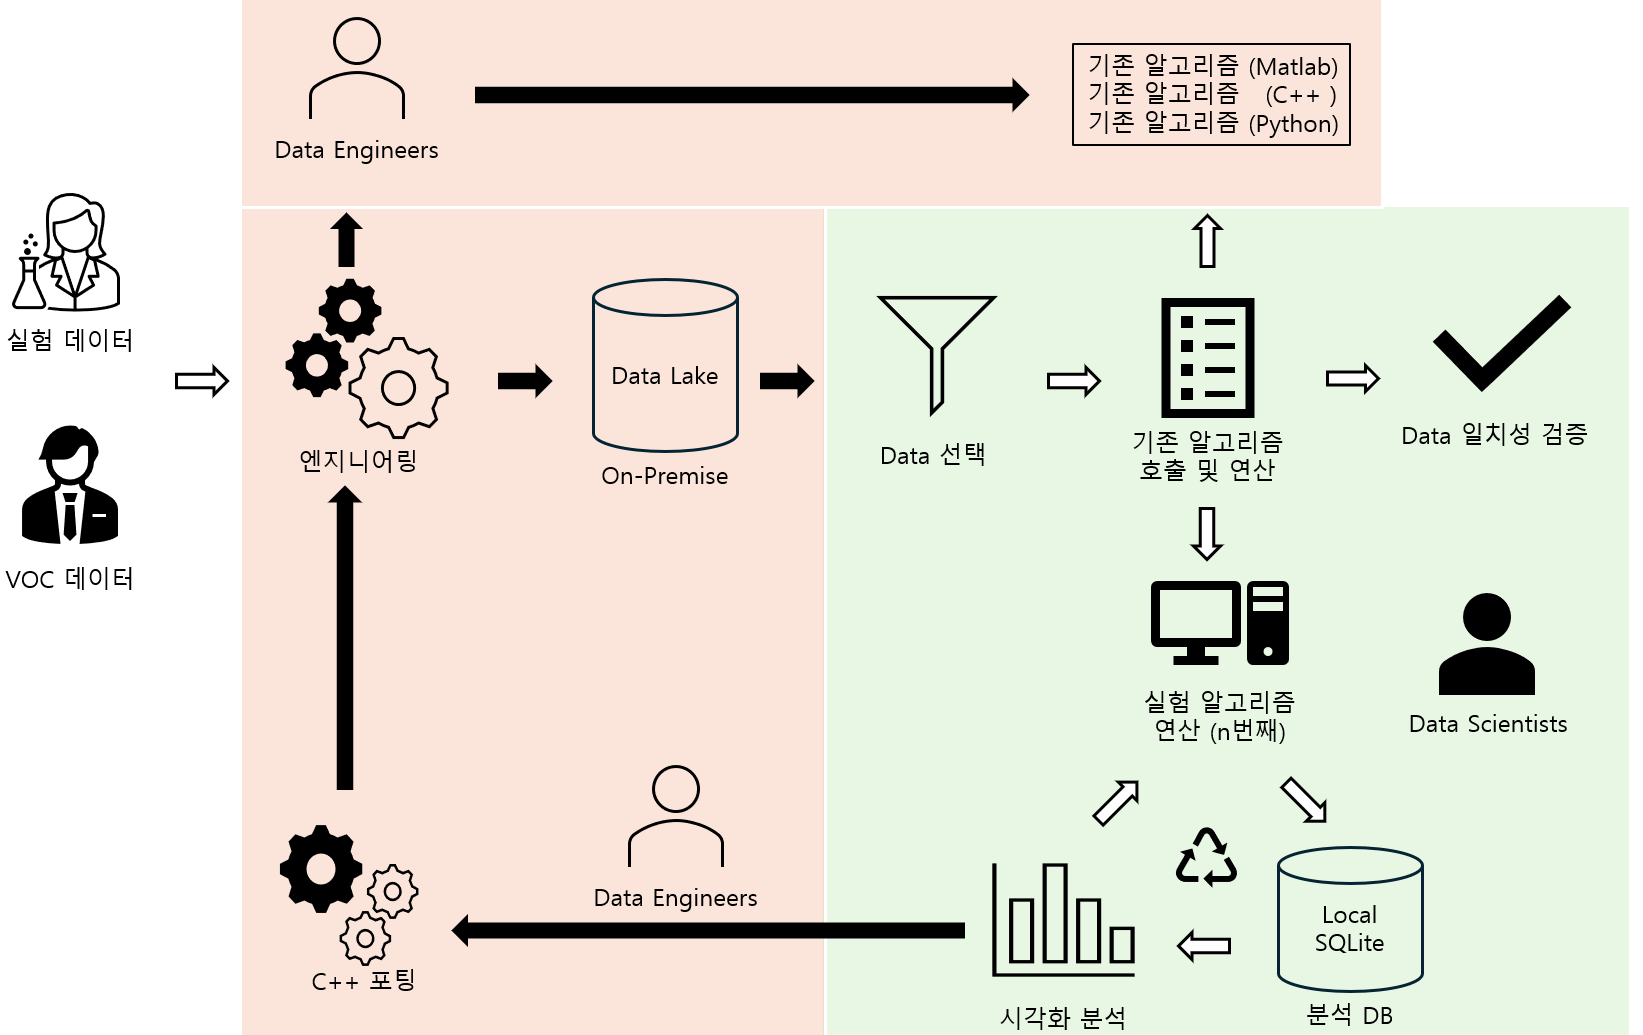 Data Engineers
기존 알고리즘 (Matlab)
기존 알고리즘 (C++ )
기존 알고리즘 (Python)
실험 데이터
VOC 데이터
엔지니어링
Data Lake
On-Premise
Data 선택
기존 알고리즘
호출 및 연산
Data 일치성 검증
실험 알고리즘
연산 (n번째)
Data Scientists
Data Engineers
C++ 포팅
시각화 분석
Local
SQLite
분석 DB